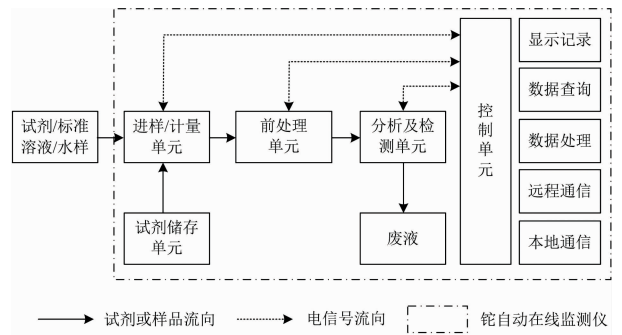 试剂/标准
溶液/水样
进样/计量
单元
前处理
单元
分析及检
测单元
试剂储存
单元
废液
控制单元
显示记录
数据查询
数据处理
远程通信
本地通信
试剂或样品流向
电信号流向
铊自动在线监测仪